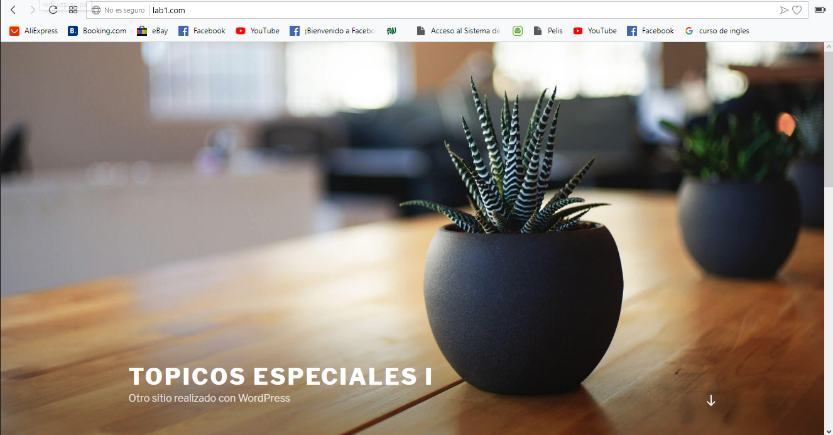 No es seguro lab1.com
AliExpress Booking.com eBay Facebook YouTube ¡Bienvenido a Facebo Acceso al Sistema de Pelis YouTube Facebook curso de ingles
TOPICOS ESPECIALES I
Otro sitio realizado con WordPress